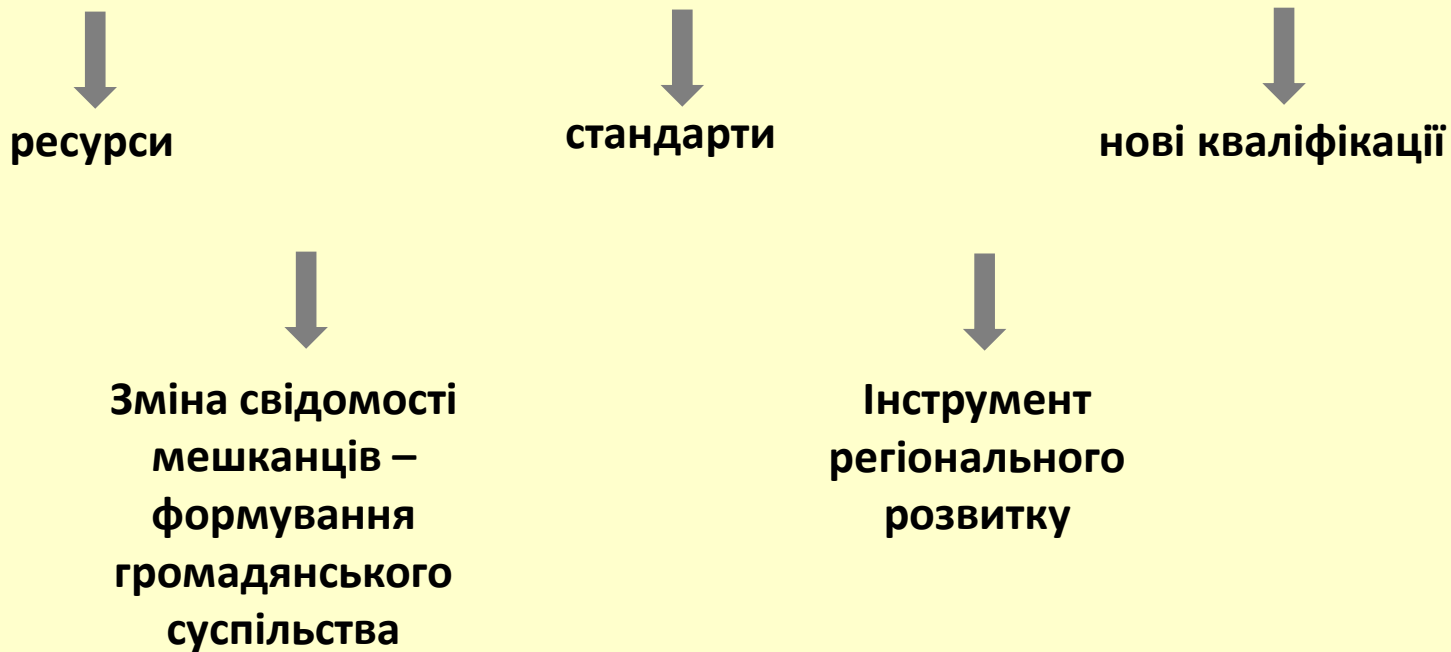 ресурси
стандарти
нові кваліфікації
Зміна свідомості
мешканців –
формування
громадянського
суспільства
Інструмент
регіонального
розвитку